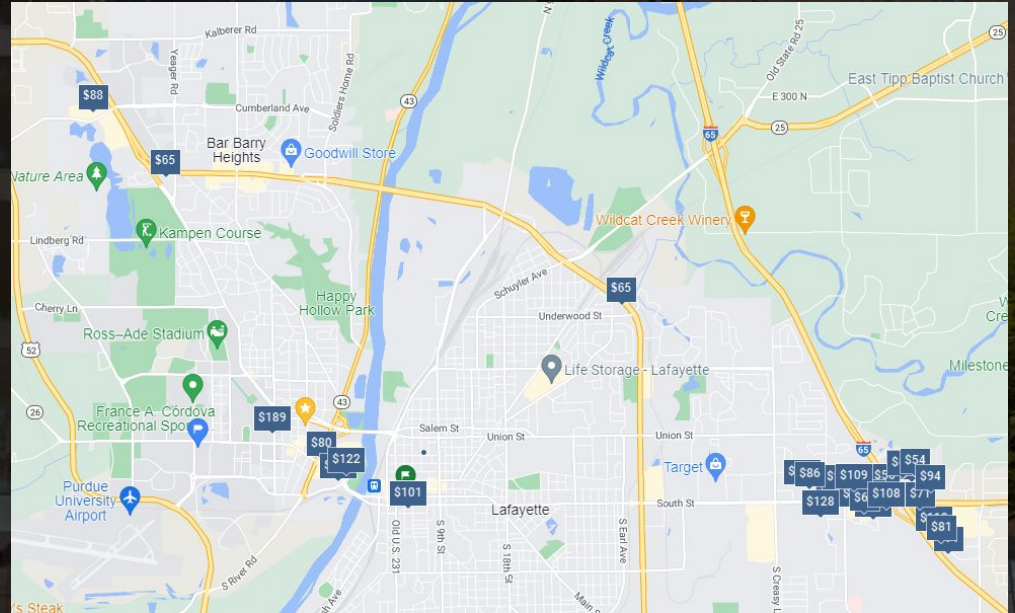 Kalberer Rd
Yeager Rd
Soldiers Home Rd
43
Wildcat Creek
Old State Rd 25
25
East Tipp Baptist Church
E 300 N
$88
Cumberland Ave
65
25
Bar Barry
Heights
Goodwill Store
$65
Nature Area
Kampen Course
Wildcat Creek Winery
Lindberg Rd
Schuyler Ave
$65
Happy
Hollow Park
Cherry Ln
Underwood St
Ross–Ade Stadium
52
Life Storage - Lafayette
Milestone
26
France A. Córdova
Recreational
43
$189
Salem St
Union St
Union St
$80
$122
Target
65
$54
$86
$109
$94
Purdue
University
Airport
$101
South St
$128
$108
Lafayette
$81
Old U.S. 231
S 9th St
S 18th St
S Earl Ave
S River Rd
S Creasy L
's Steak